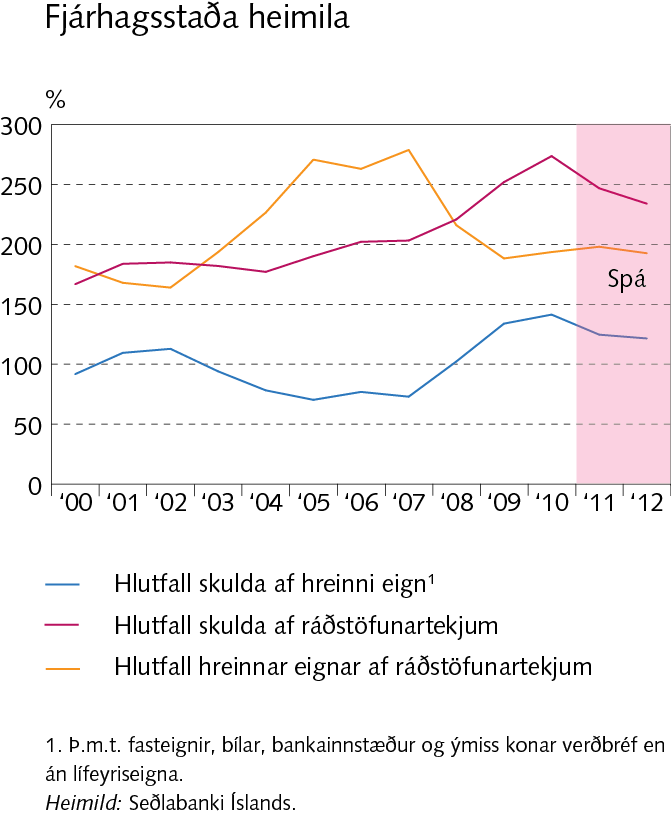 Fjárhagsstaða heimila
%
300
250
200
150
100
50
0
Spá
‘00 ‘01 ‘02 ‘03 ‘04 ‘05 ‘06 ‘07 ‘08 ‘09 ‘10 ‘11 ‘12
Hlutfall skulda af hreinni eign¹
Hlutfall skulda af ráðstöfunartekjum
Hlutfall hreinnar eignar af ráðstöfunartekjum
1. Þ.m.t. fasteignir, bílar, bankainnstæður og ýmiss konar verðbréf en
án lífeyriseigna.
Heimild: Seðlabanki Íslands.